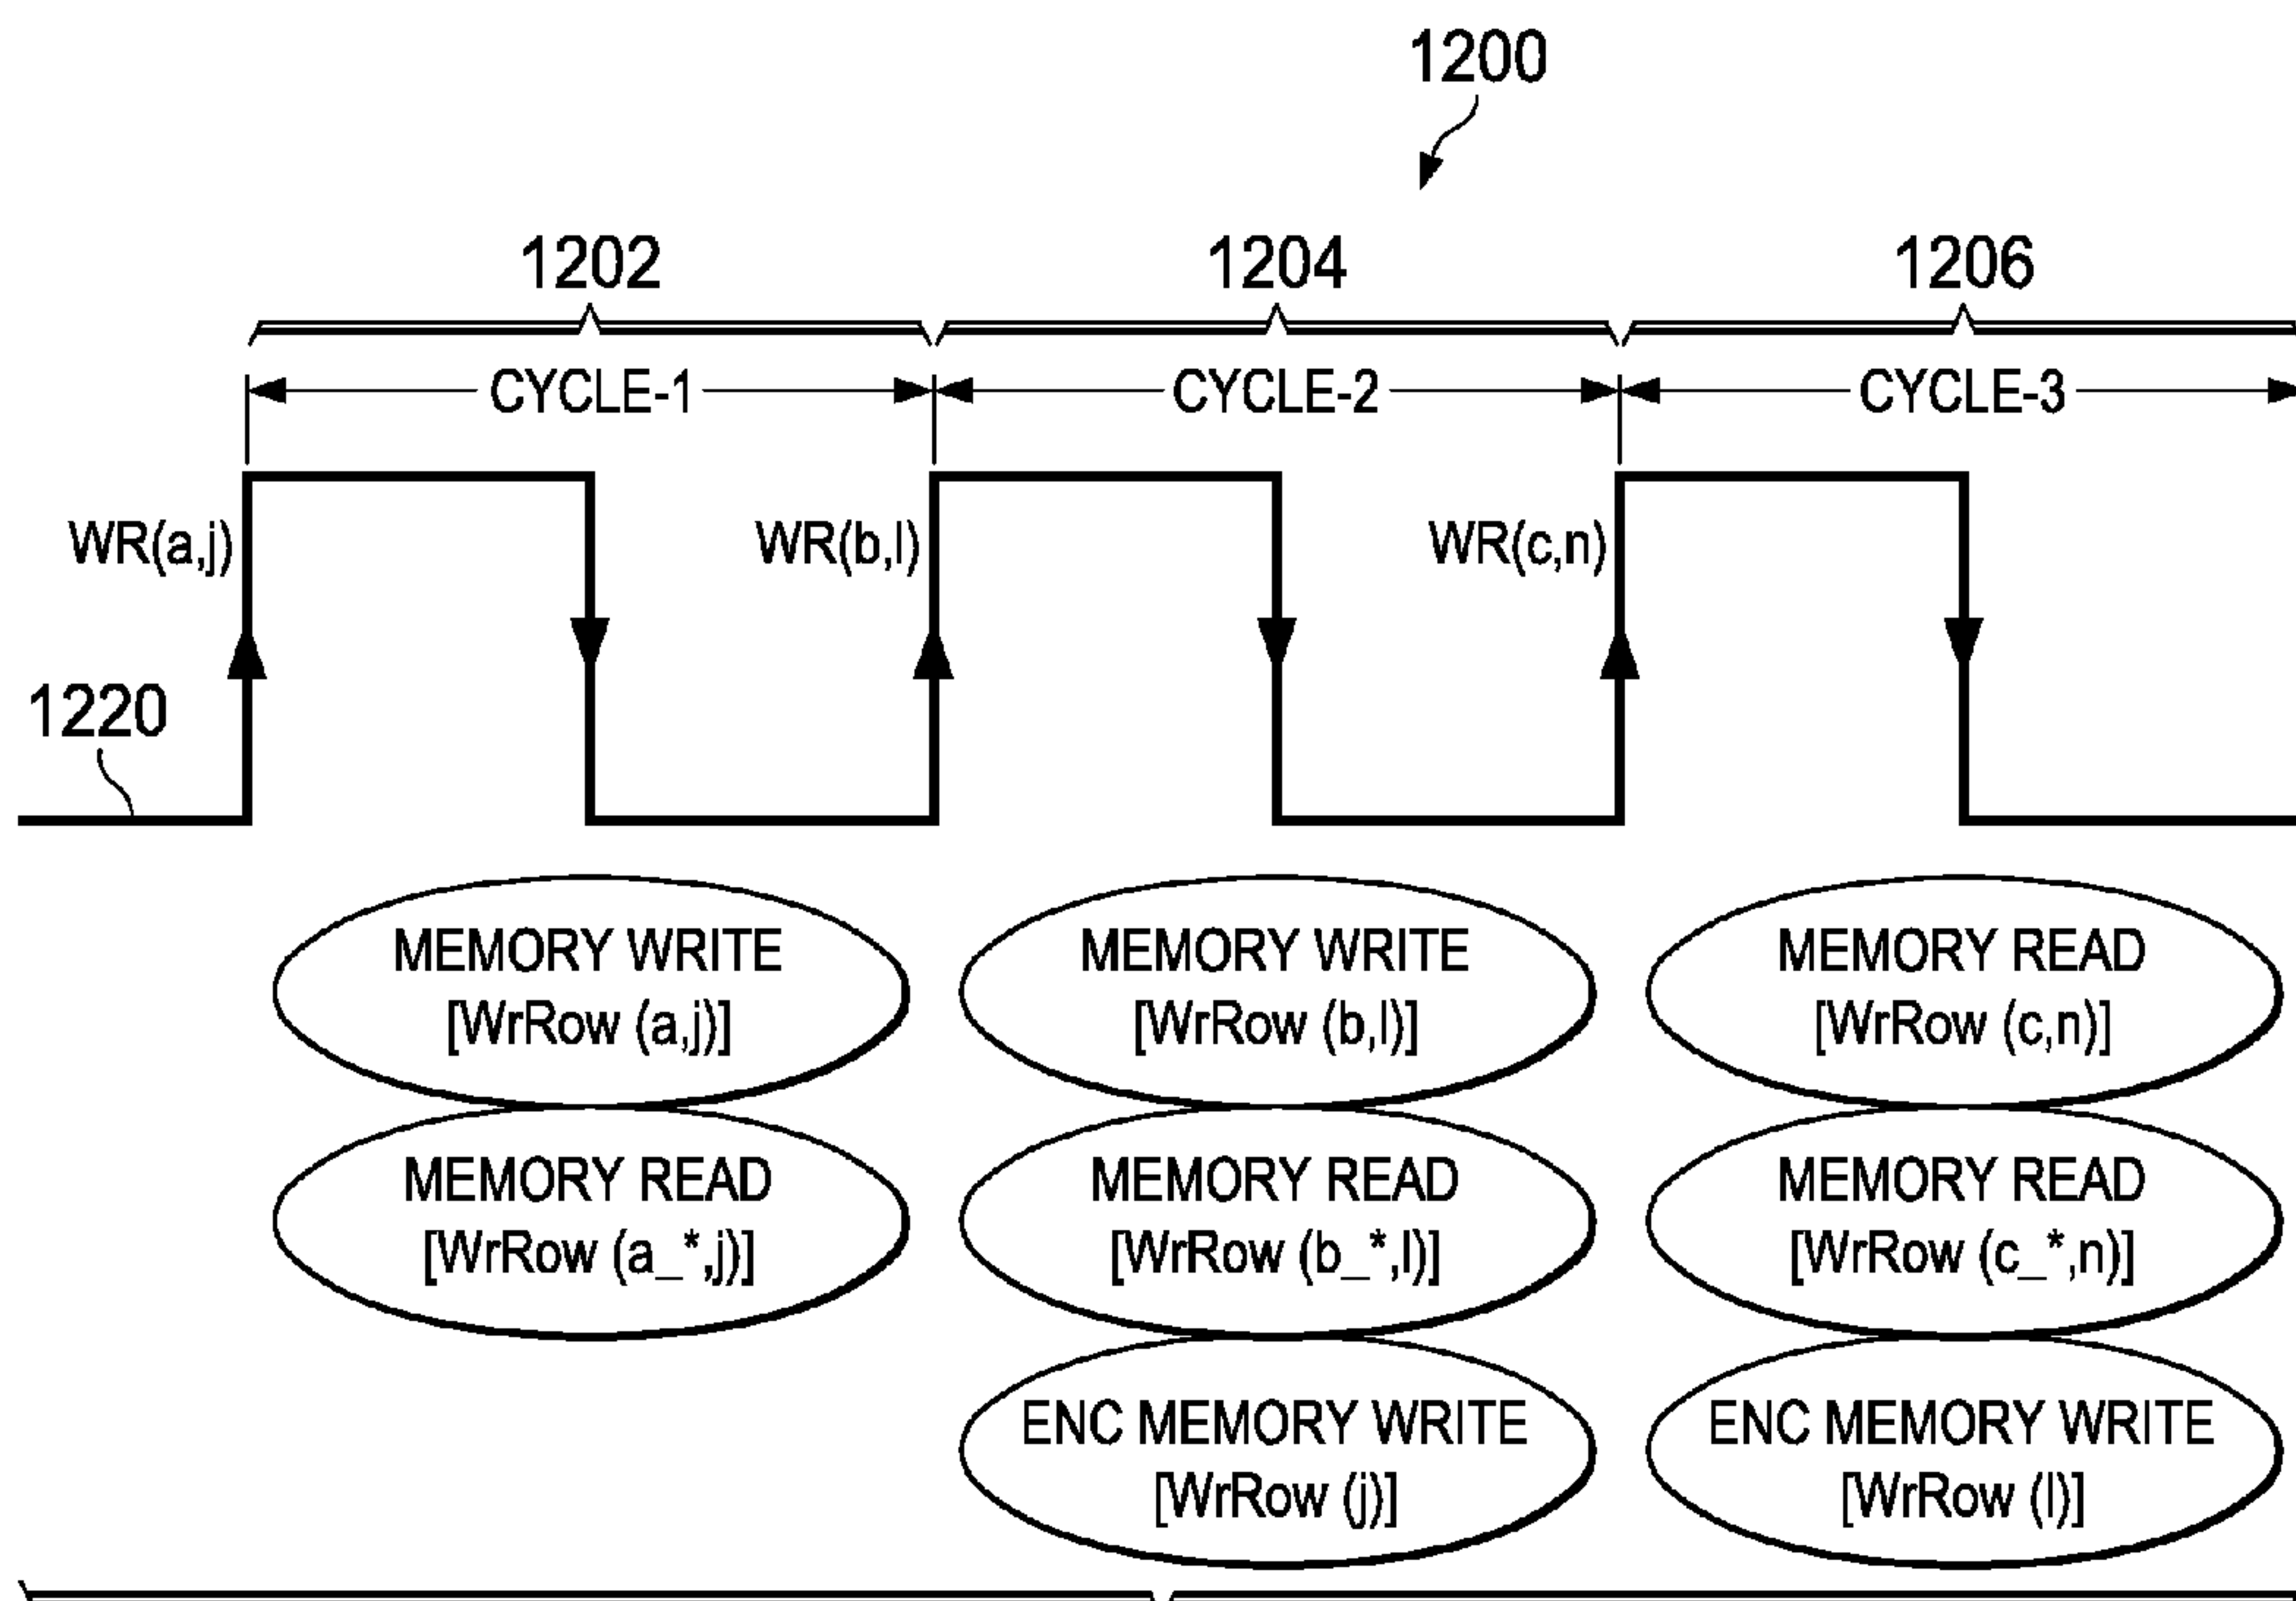 1200
1202 1204 1206
CYCLE-1 CYCLE-2 CYCLE-3
WR(a,j) WR(b,l) WR(c,n)
1220
MEMORY WRITE MEMORY WRITE MEMORY READ
[WrRow (a,j)] [WrRow (b,l)] [WrRow (c,n)]
MEMORY READ MEMORY READ MEMORY READ
[WrRow (a_*,j)] [WrRow (b_*,l)] [WrRow (c_*,n)]
ENC MEMORY WRITE ENC MEMORY WRITE
[WrRow (j)] [WrRow (l)]